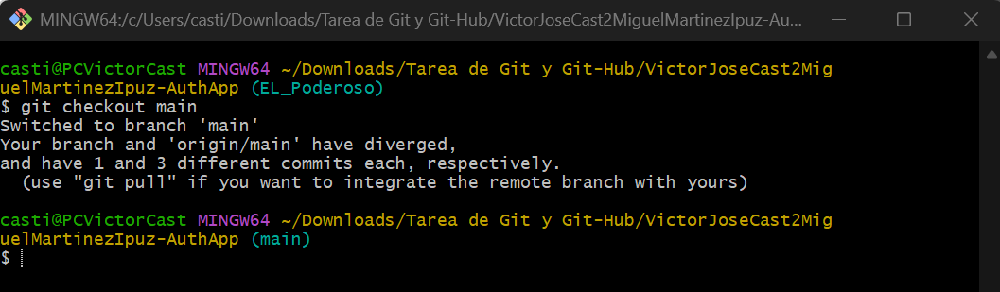 MINGW64:/c/Users/casti/Downloads/Tarea de Git y Git-Hub/VictorJoseCast2MiguelMartinezIpuz-Au...
casti@PCVictorCast MINGW64 ~/Downloads/Tarea de Git y Git-Hub/VictorJoseCast2Mig
uelMartinezIpuz-AuthApp (EL_Poderoso)
$ git checkout main
Switched to branch 'main'
Your branch and 'origin/main' have diverged,
and have 1 and 3 different commits each, respectively.
  (use "git pull" if you want to integrate the remote branch with yours)
casti@PCVictorCast MINGW64 ~/Downloads/Tarea de Git y Git-Hub/VictorJoseCast2Mig
uelMartinezIpuz-AuthApp (main)
$